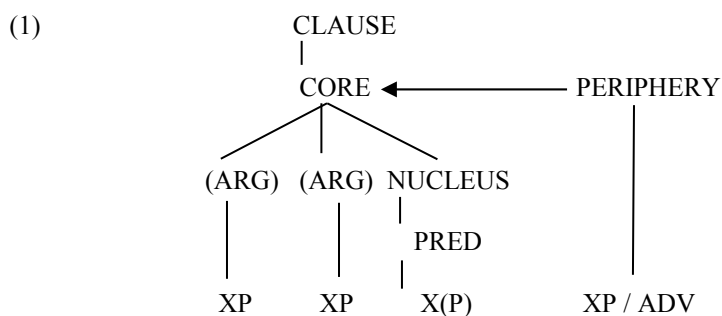 (1) CLAUSE
CORE PERIPHERY
(ARG) (ARG) NUCLEUS
PRED
XP XP X(P) XP / ADV